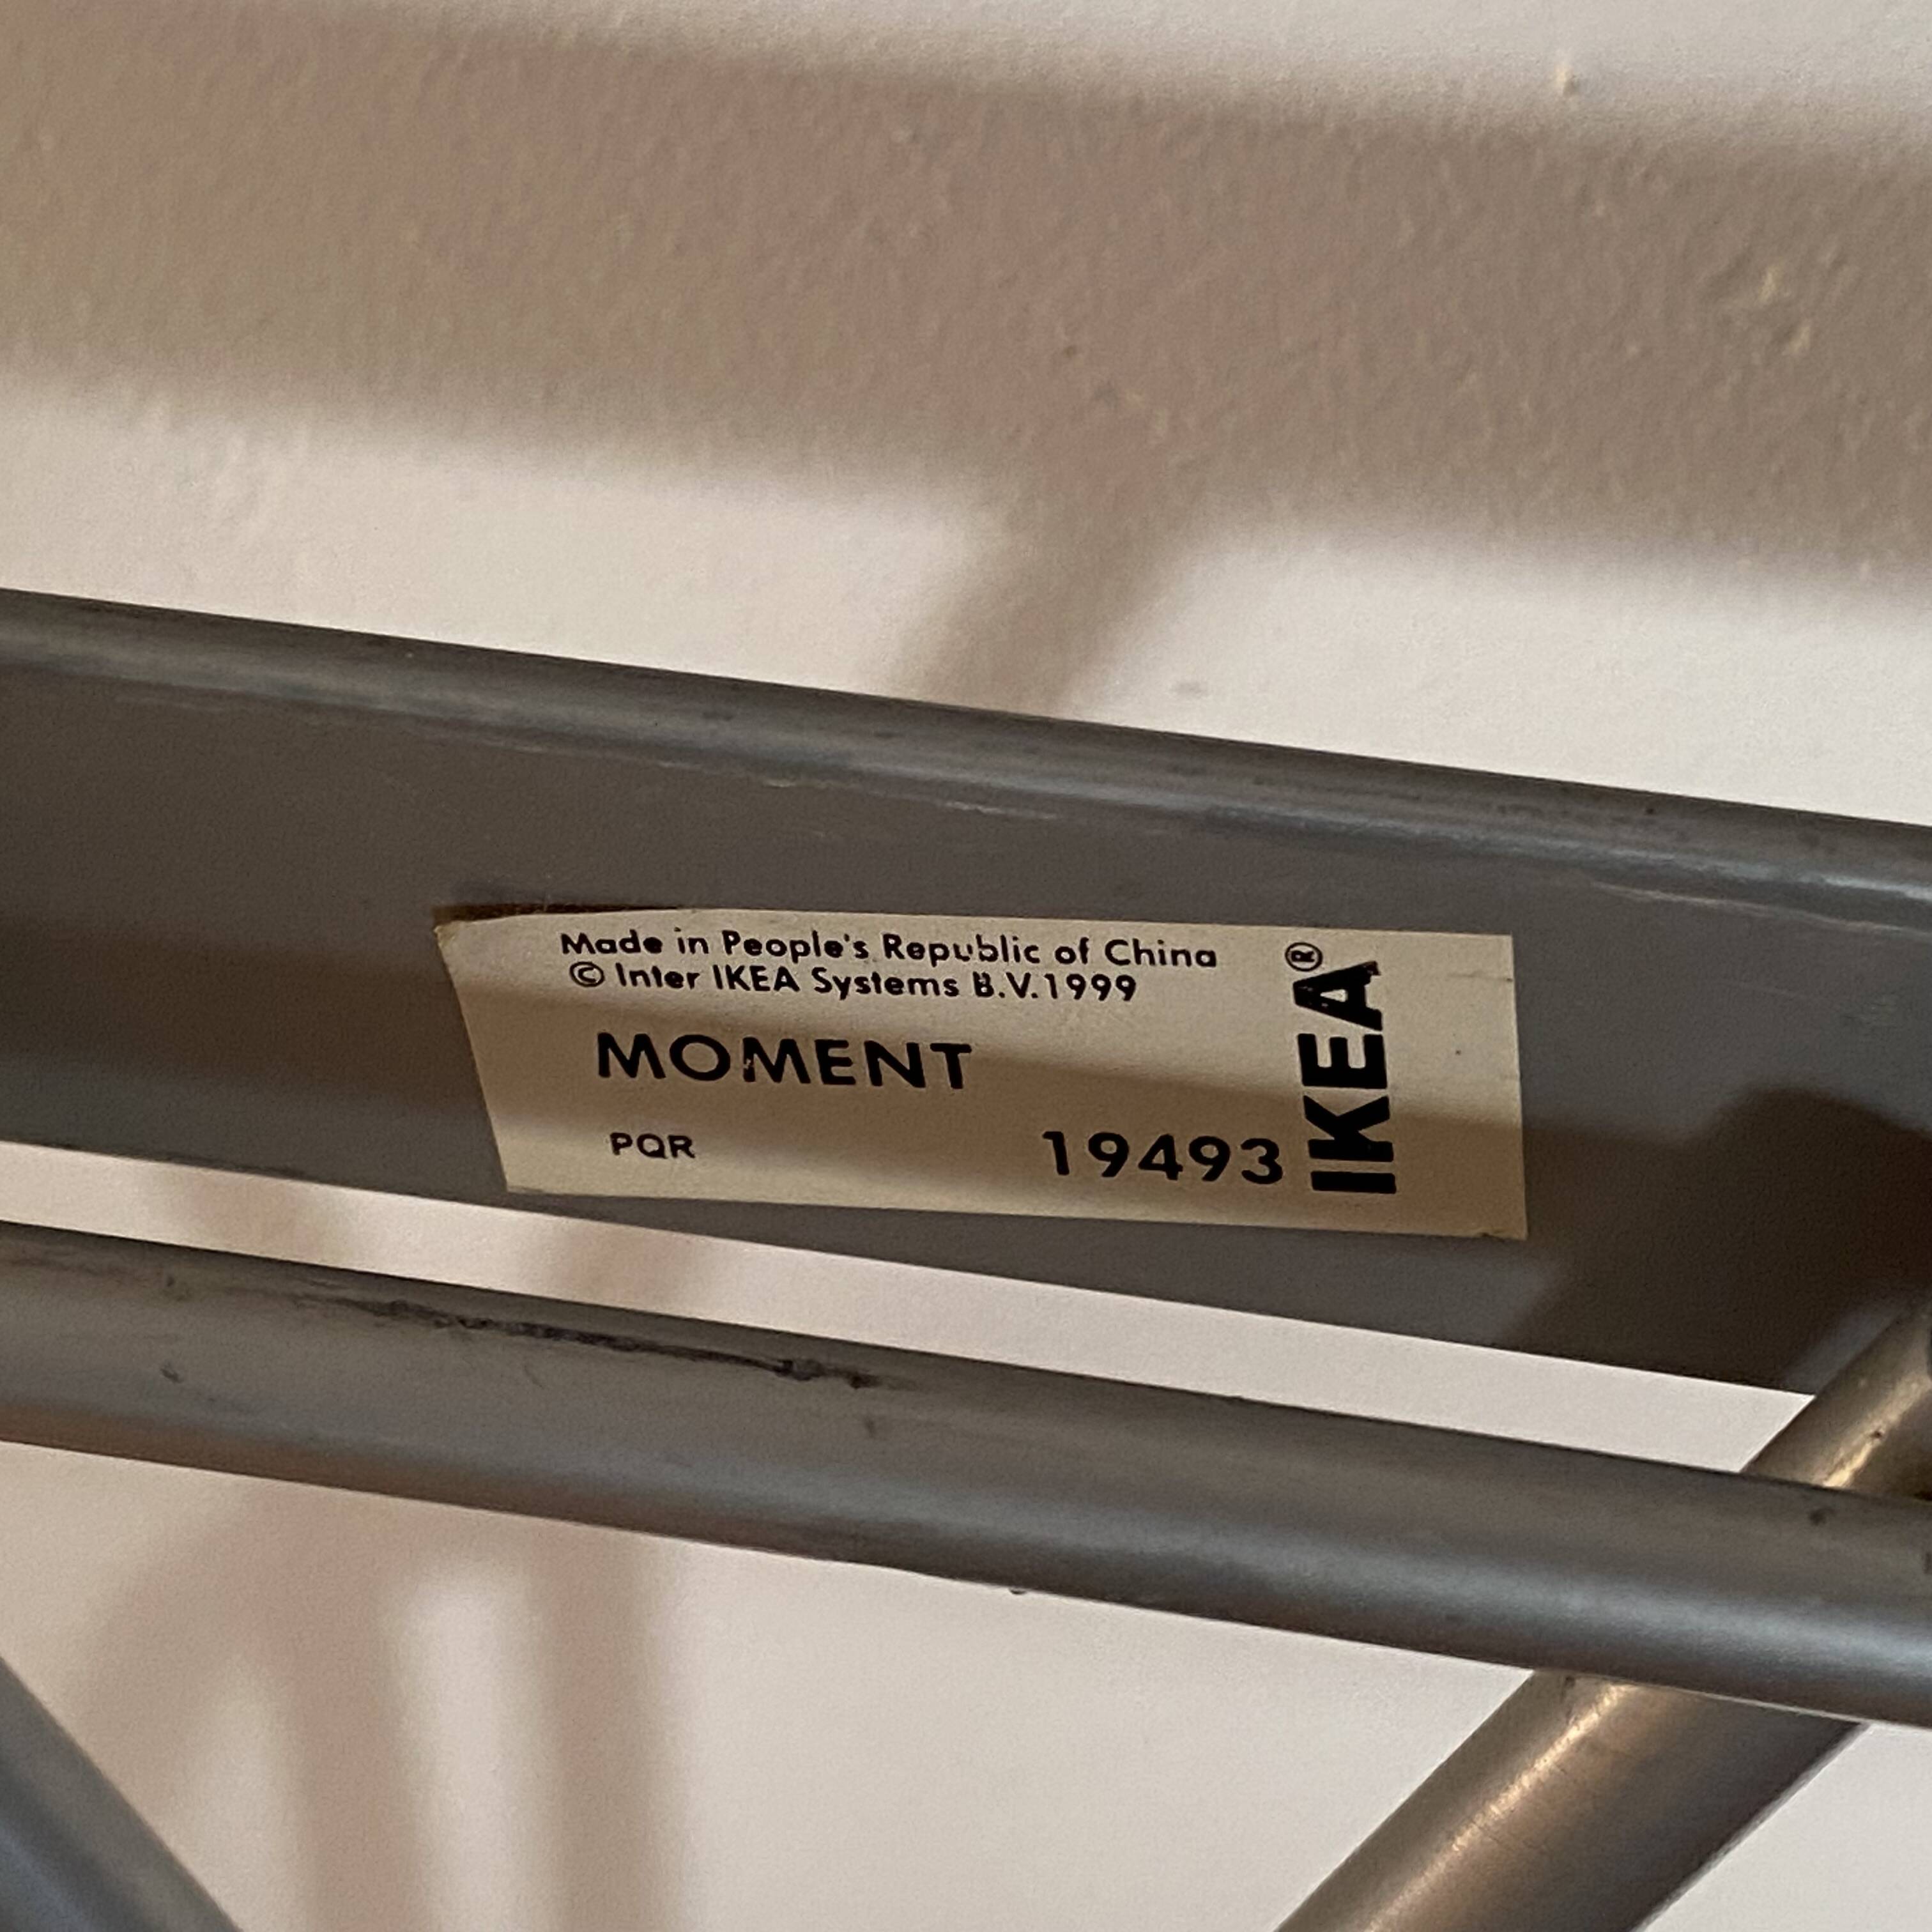 Made in People's Republic of China
© Inter IKEA Systems B.V.1999
MOMENT
PQR
19493
IKEA®